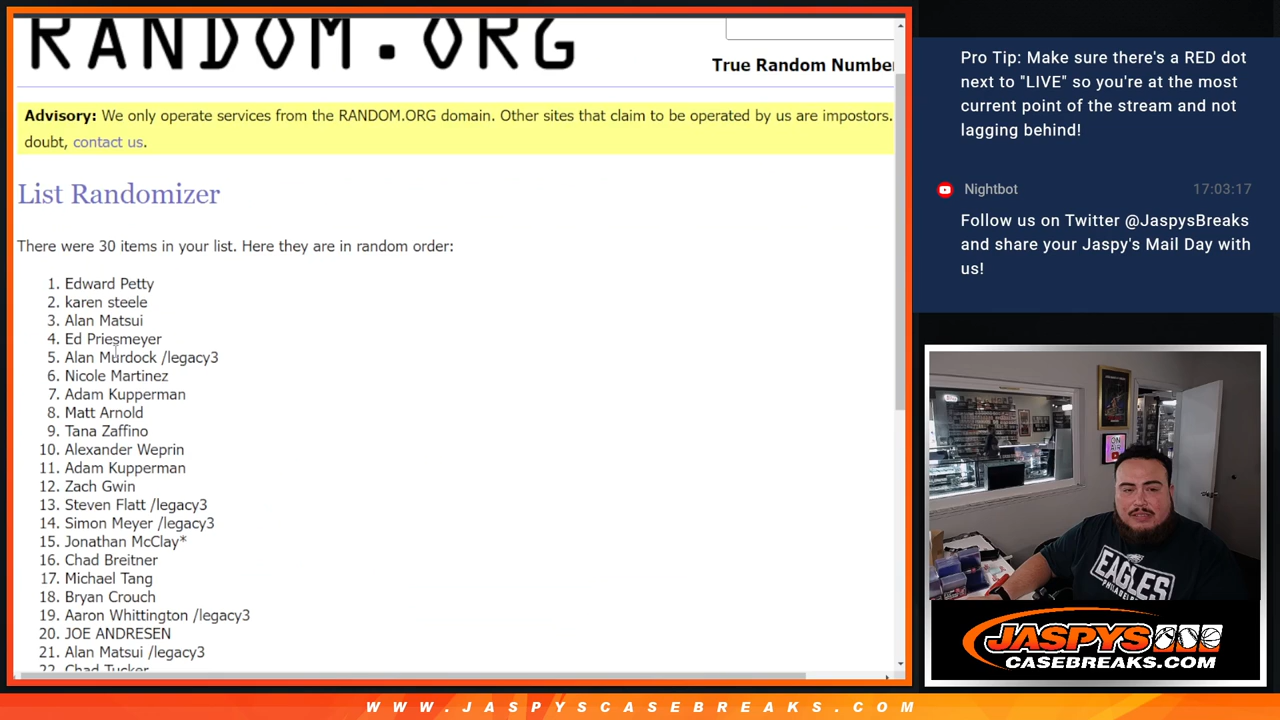 RANDOM.ORG
True Random Number
Advisory: We only operate services from the RANDOM.ORG domain. Other sites that claim to be operated by us are impostors.
doubt, contact us.
List Randomizer
There were 30 items in your list. Here they are in random order:
1. Edward Petty
2. karen steele
3. Alan Matsui
4. Ed Priesmeyer
5. Alan Murdock /legacy3
6. Nicole Martinez
7. Adam Kupperman
8. Matt Arnold
9. Tana Zaffino
10. Alexander Weprin
11. Adam Kupperman
12. Zach Gwin
13. Steven Flatt /legacy3
14. Simon Meyer /legacy3
15. Jonathan McClay*
16. Chad Breitner
17. Michael Tang
18. Bryan Crouch
19. Aaron Whittington /legacy3
20. JOE ANDRESEN
21. Alan Matsui /legacy3
22. Chad Tucker
Pro Tip: Make sure there's a RED dot
next to "LIVE" so you're at the most
current point of the stream and not
lagging behind!
Nightbot 17:03:17
Follow us on Twitter @JaspysBreaks
and share your Jaspy's Mail Day with
us!
ON
AIR
EAGLES
PHILADEL
JASPYS
CASEBREAKS.COM
WWW.JASPYSCASEBREAKS.COM